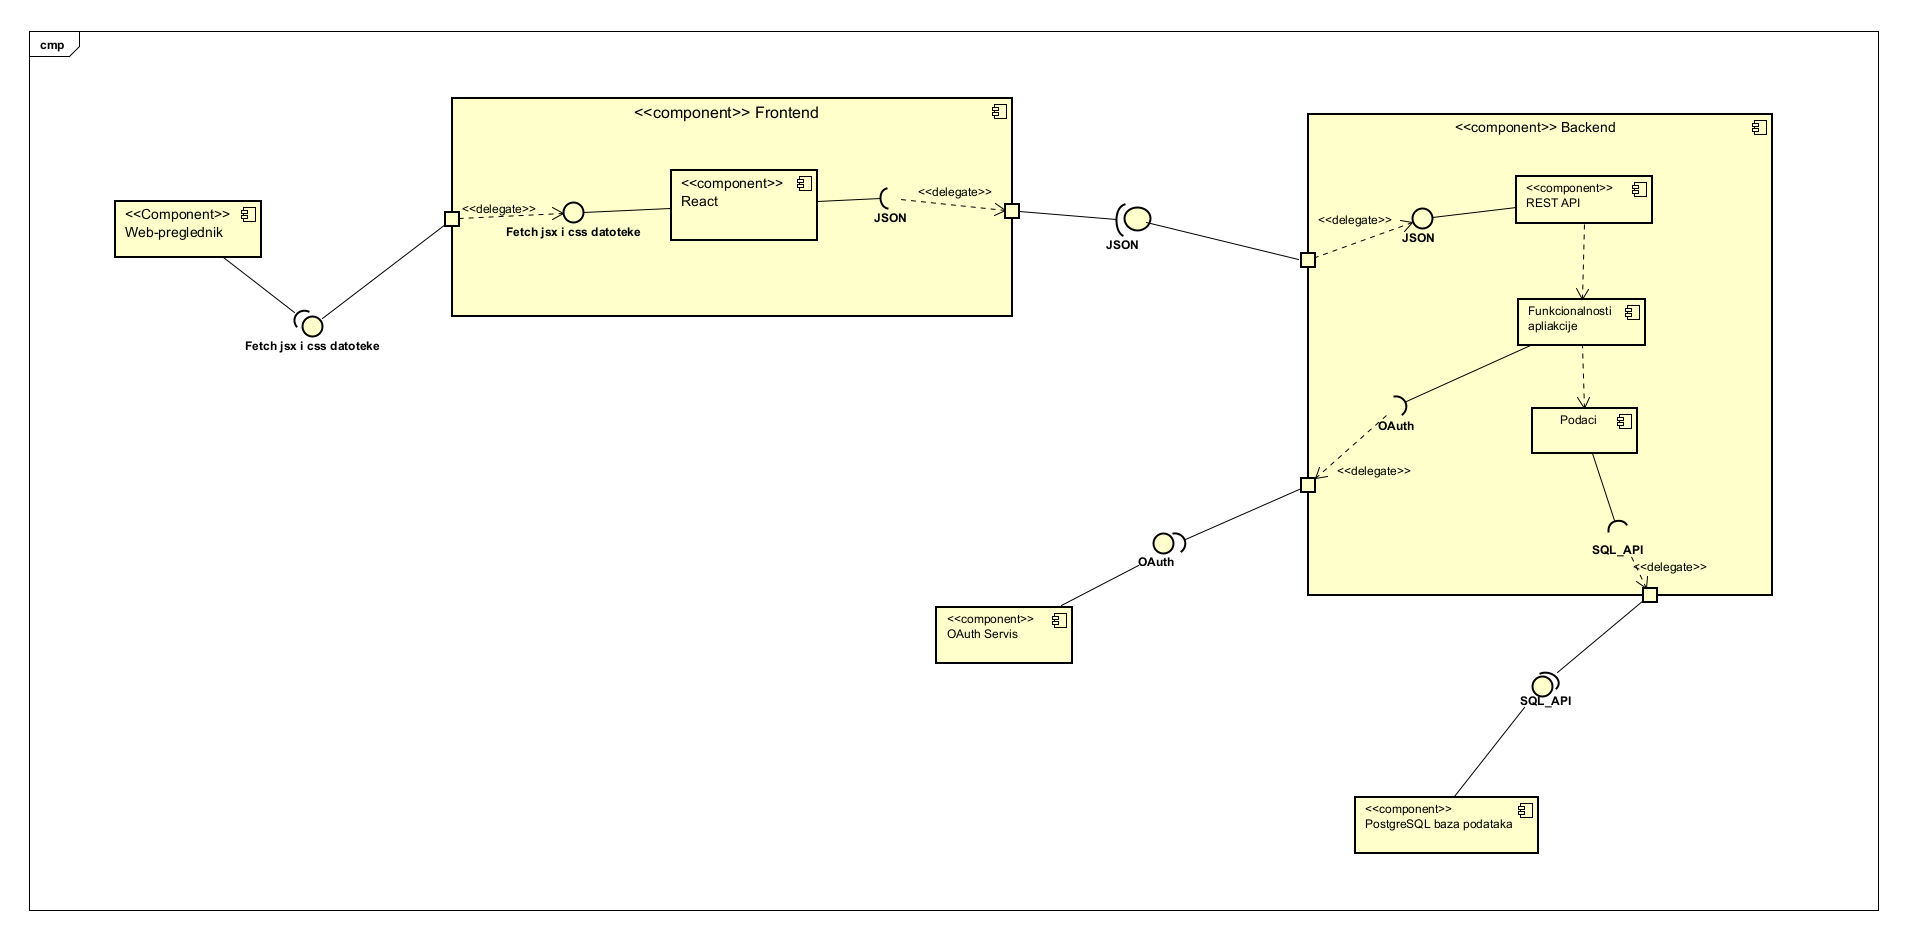 cmp
<<component>> Frontend
<<component>> Backend
<<Component>>
Web-preglednik
<<delegate>>
Fetch jsx i css datoteke
<<component>>
React
JSON
<<delegate>>
JSON
<<delegate>>
JSON
<<component>>
REST API
Fetch jsx i css datoteke
Funkcionalnosti
apliakcije
OAuth
<<delegate>>
Podaci
SQL_API
<<delegate>>
OAuth
<<component>>
OAuth Servis
SQL_API
<<component>>
PostgreSQL baza podataka